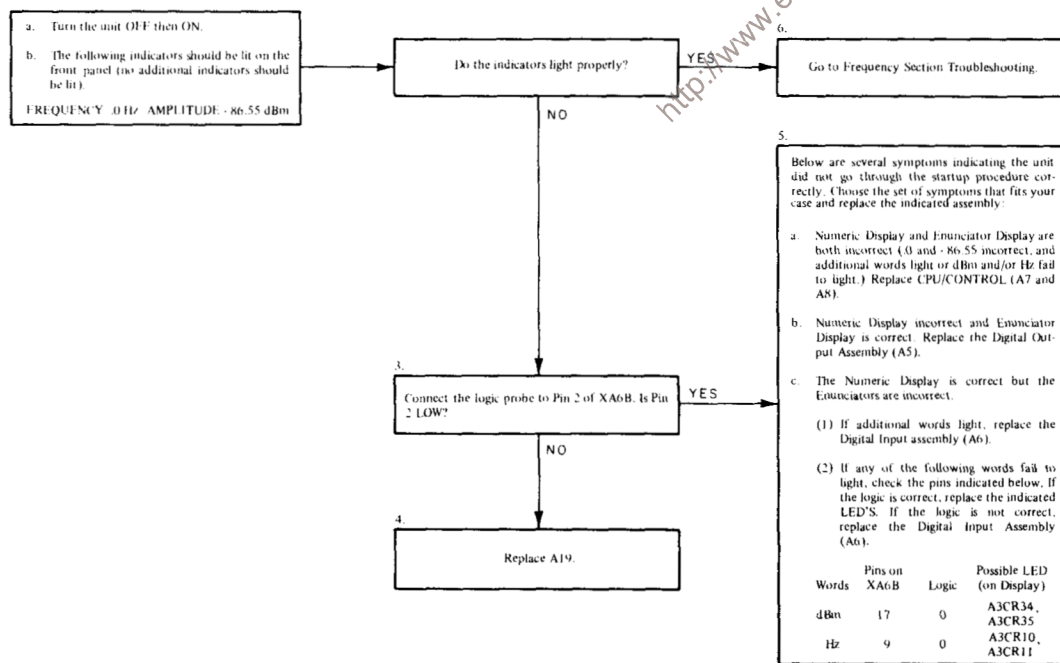 a. Turn the unit OFF then ON.
b. The following indicators should be lit on the
front panel (no additional indicators should
be lit).
FREQUENCY .0 Hz AMPLITUDE - 86.55 dBm
Do the indicators light properly?
YES
NO
6.
Go to Frequency Section Troubleshooting.
http://www.
3.
Connect the logic probe to Pin 2 of XA6B. Is Pin
2 LOW?
YES
NO
4.
Replace A19.
5.
Below are several symptoms indicating the unit
did not go through the startup procedure cor-
rectly. Choose the set of symptoms that fits your
case and replace the indicated assembly:
a. Numeric Display and Enunciator Display are
both incorrect (.0 and - 86.55 incorrect, and
additional words light or dBm and/or Hz fail
to light.) Replace CPU/CONTROL (A7 and
A8).
b. Numeric Display incorrect and Enunciator
Display is correct. Replace the Digital Out-
put Assembly (A5).
c. The Numeric Display is correct but the
Enunciators are incorrect.
(1) If additional words light, replace the
Digital Input assembly (A6).
(2) If any of the following words fail to
light, check the pins indicated below. If
the logic is correct, replace the indicated
LED'S. If the logic is not correct,
replace the Digital Input Assembly
(A6).
Pins on Possible LED
Words XA6B Logic (on Display)
dBm 17 0 A3CR34,
A3CR35
Hz 9 0 A3CR10,
A3CR11